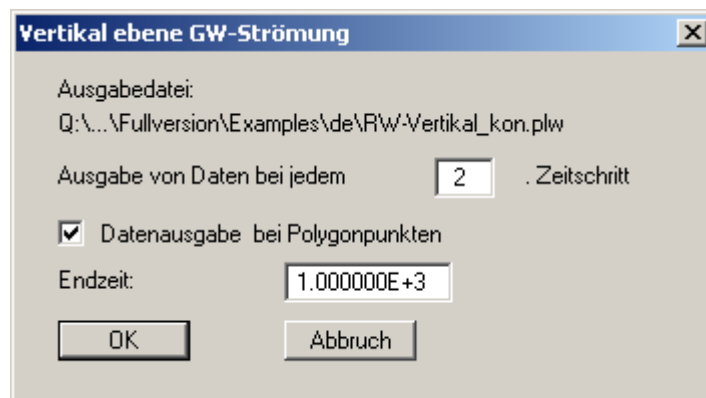 Vertikal ebene GW-Strömung
Ausgabedatei:
Q:\...\Fullversion\Examples\de\RW-Vertikal_kon.plw
Ausgabe von Daten bei jedem 2 . Zeitschritt
Datenausgabe bei Polygonpunkten
Endzeit: 1.000000E+3
OK Abbruch